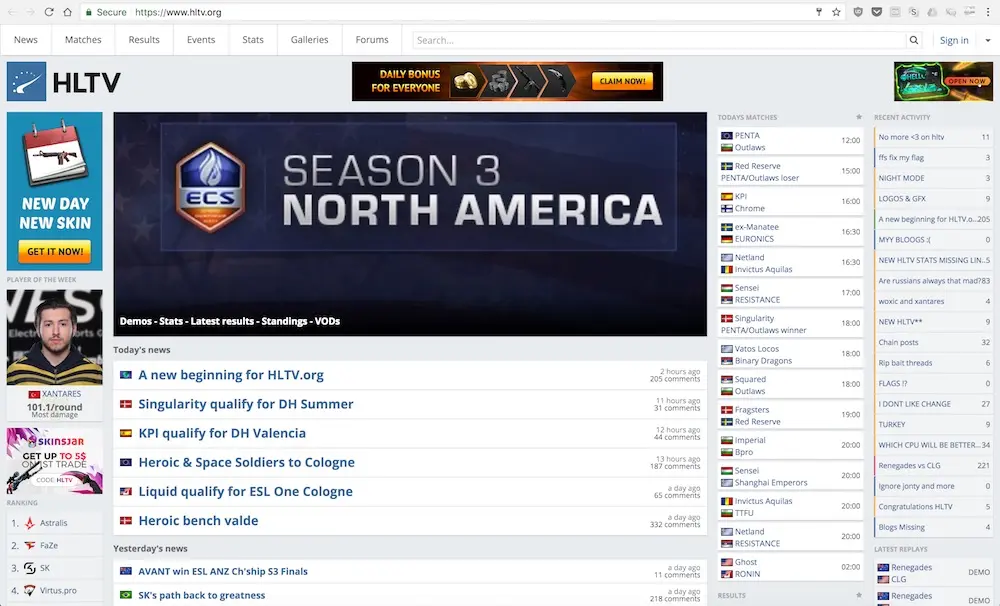 Secure https://www.hltv.org
News Matches Results Events Stats Galleries Forums Search... Sign in
HLTV
DAILY BONUS
FOR EVERYONE
CLAIM NOW!
OPEN NOW
NEW DAY
NEW SKIN
GET IT NOW!
PLAYER OF THE WEEK
XANTARES
101.1/round
Most damage
SKINSJAR
GET UP TO 5$
ON 1ST TRADE
CODE HLTV
RANKING
1. Astralis
2. FaZe
3. SK
4. Virtus.pro
ECS
SEASON 3
NORTH AMERICA
Demos - Stats - Latest results - Standings - VODs
Today's news
A new beginning for HLTV.org
2 hours ago
205 comments
Singularity qualify for DH Summer
11 hours ago
31 comments
KPI qualify for DH Valencia
12 hours ago
44 comments
Heroic & Space Soldiers to Cologne
13 hours ago
187 comments
Liquid qualify for ESL One Cologne
a day ago
65 comments
Heroic bench valde
a day ago
332 comments
Yesterday's news
AVANT win ESL ANZ Ch'ship S3 Finals
a day ago
11 comments
SK's path back to greatness
a day ago
218 comments
TODAYS MATCHES
PENTA
Outlaws
12:00
Red Reserve
PENTA/Outlaws loser
15:00
KPI
Chrome
16:00
ex-Manatee
EURONICS
16:30
Netland
Invictus Aquilas
16:30
Sensei
RESISTANCE
17:00
Singularity
PENTA/Outlaws winner
18:00
Vatos Locos
Binary Dragons
18:00
Squared
Outlaws
18:00
Fragsters
Red Reserve
19:00
Imperial
Bpro
20:00
Sensei
Shanghai Emperors
20:00
Invictus Aquilas
TTFU
20:00
Netland
RESISTANCE
20:00
Ghost
RONIN
02:00
RESULTS
RECENT ACTIVITY
No more <3 on hltv 11
ffs fix my flag 3
NIGHT MODE 3
LOGOS & GFX 9
A new beginning for HLTV.o.. 205
MYY BLOOGS :( 0
NEW HLTV STATS MISSING LIN.. 5
Are russians always that mad? 83
woxic and xantares 4
NEW HLTV** 9
Chain posts 32
Rip bait threads 6
FLAGS !? 0
I DONT LIKE CHANGE 27
TURKEY 9
WHICH CPU WILL BE BETTER... 34
Renegades vs CLG 221
Ignore jonty and more 0
Congratulations HLTV 5
Blogs Missing 4
LATEST REPLAYS
Renegades
CLG
DEMO
Renegades
DEMO